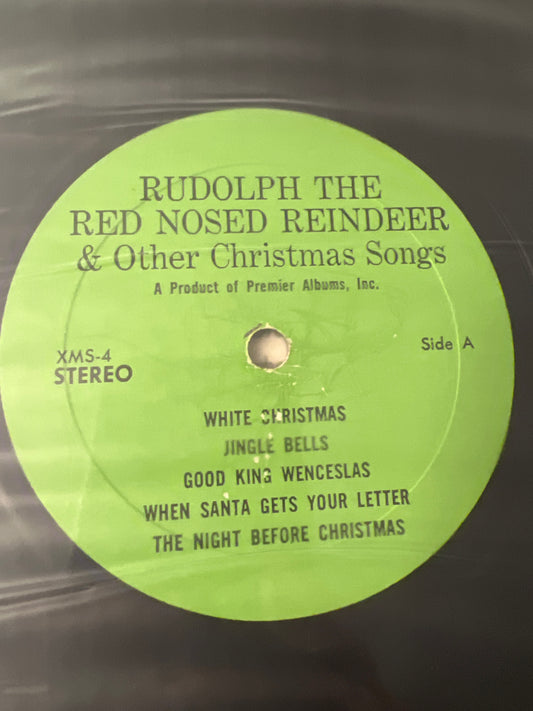 RUDOLPH THE
RED NOSED REINDEER
& Other Christmas Songs
A Product of Premier Albums, Inc.
XMS-4
STEREO
Side A
WHITE CHRISTMAS
JINGLE BELLS
GOOD KING WENCESLAS
WHEN SANTA GETS YOUR LETTER
THE NIGHT BEFORE CHRISTMAS